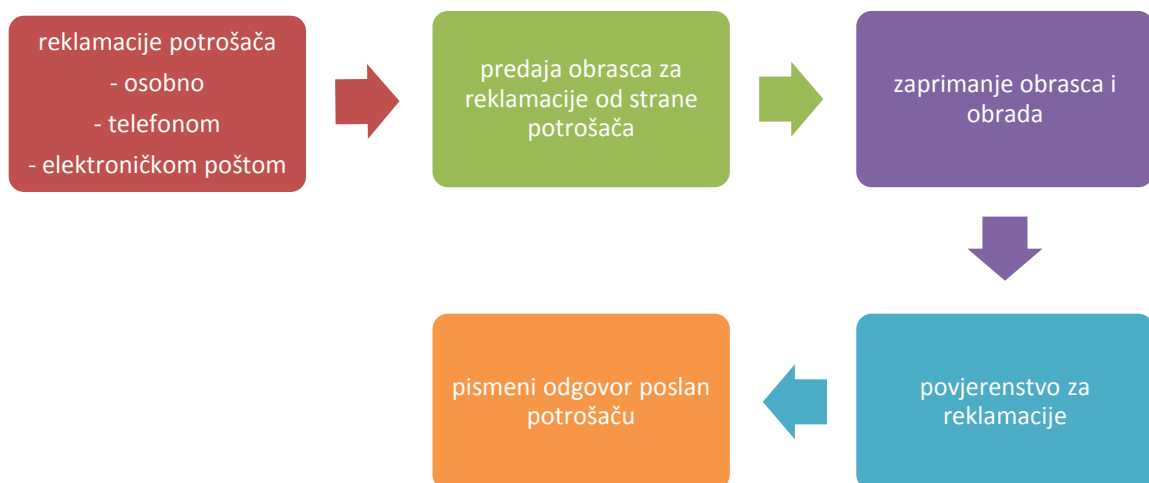 reklamacije potrošača
- osobno
- telefonom
- elektroničkom poštom
predaja obrasca za
reklamacije od strane
potrošača
zaprimanje obrasca i
obrada
povjerenstvo za
reklamacije
pismeni odgovor poslan
potrošaču